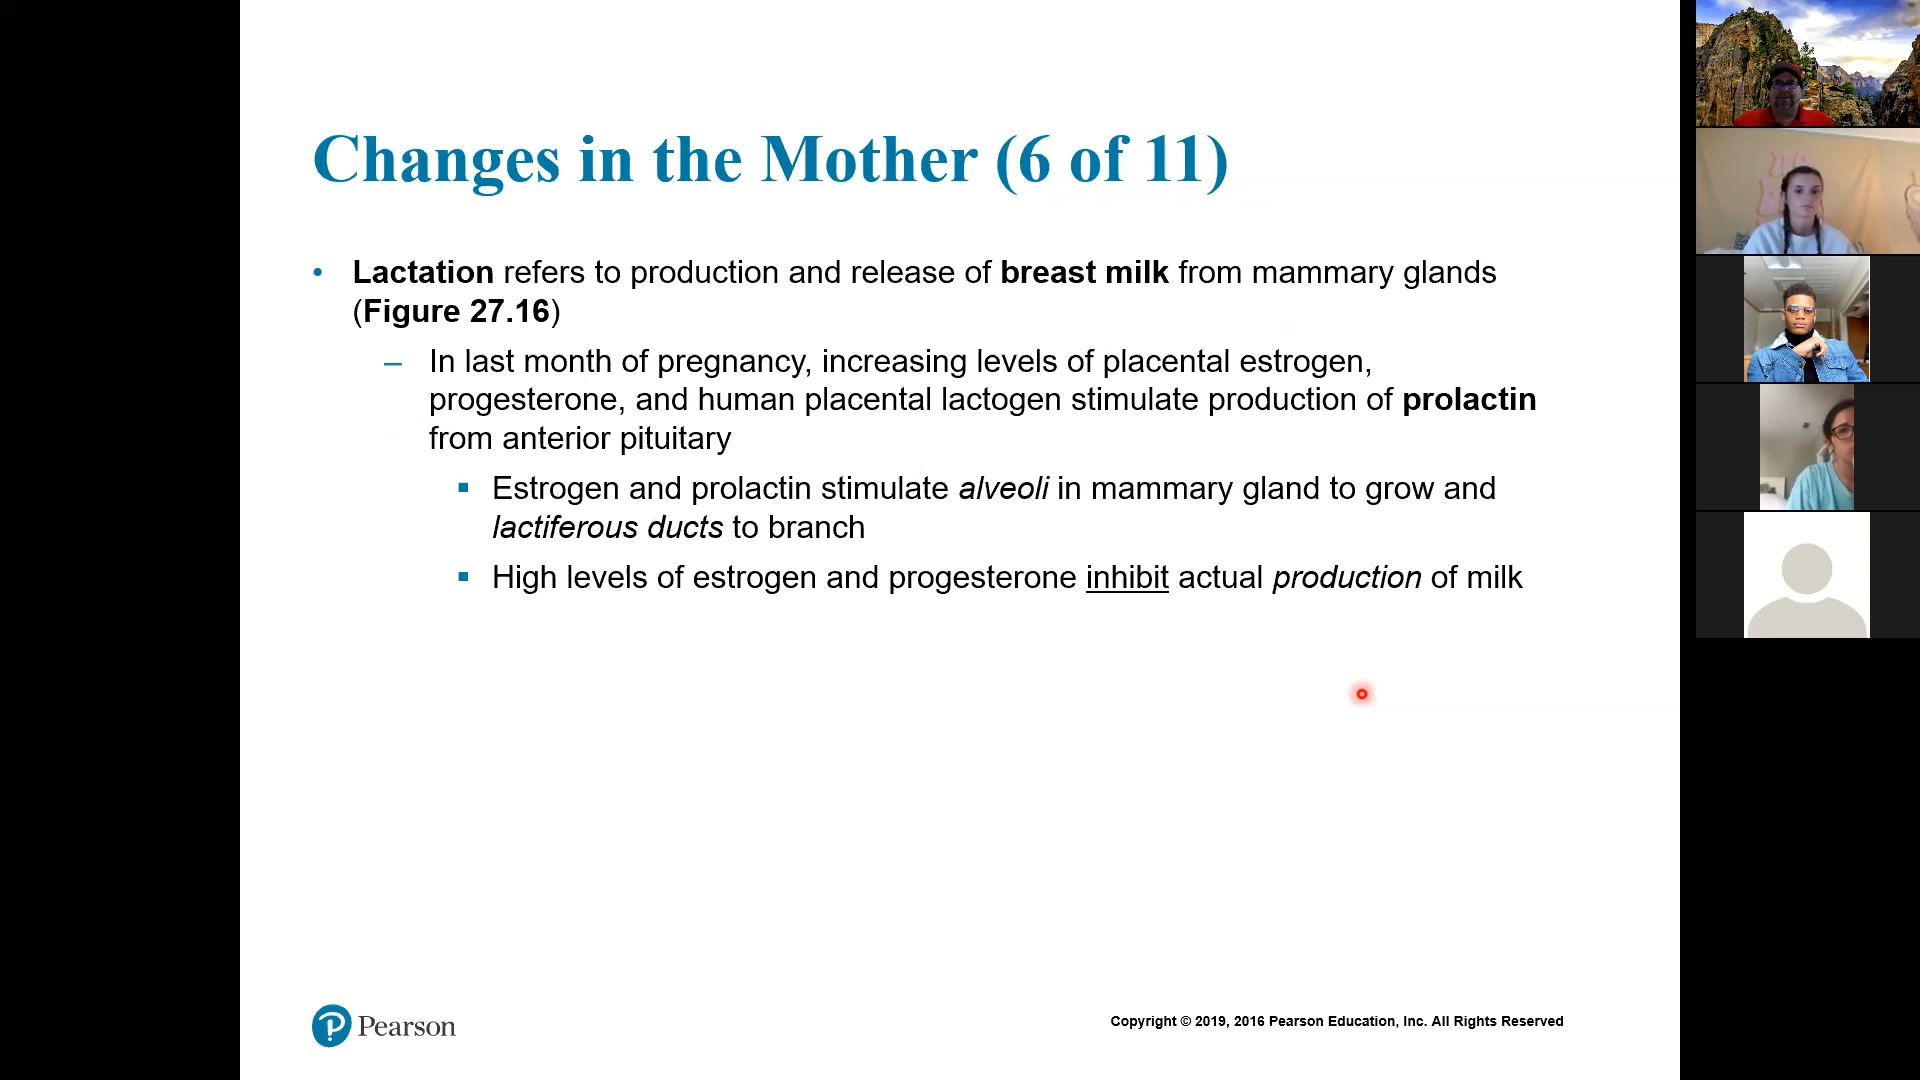 Changes in the Mother (6 of 11)
• Lactation refers to production and release of breast milk from mammary glands
(Figure 27.16)
– In last month of pregnancy, increasing levels of placental estrogen,
progesterone, and human placental lactogen stimulate production of prolactin
from anterior pituitary
▪ Estrogen and prolactin stimulate alveoli in mammary gland to grow and
lactiferous ducts to branch
▪ High levels of estrogen and progesterone inhibit actual production of milk
Pearson
Copyright © 2019, 2016 Pearson Education, Inc. All Rights Reserved